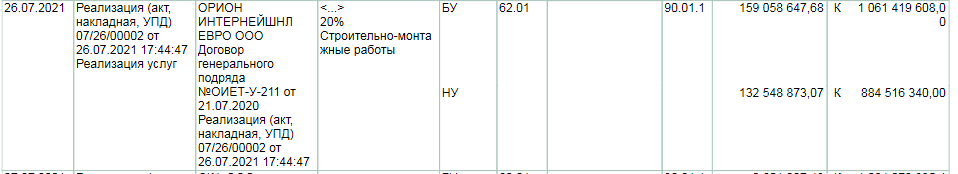 26.07.2021
Реализация (акт,
накладная, УПД)
07/26/00002 от
26.07.2021 17:44:47
Реализация услуг
ОРИОН
ИНТЕРНЕЙШНЛ
ЕВРО ООО
Договор
генерального
подряда
№ОИЕТ-У-211 от
21.07.2020
Реализация (акт,
накладная, УПД)
07/26/00002 от
26.07.2021 17:44:47
<...>
20%
Строительно-монта
жные работы
БУ 62.01 90.01.1 159 058 647,68 К 1 061 419 608,0
0
НУ 132 548 873,07 К 884 516 340,00